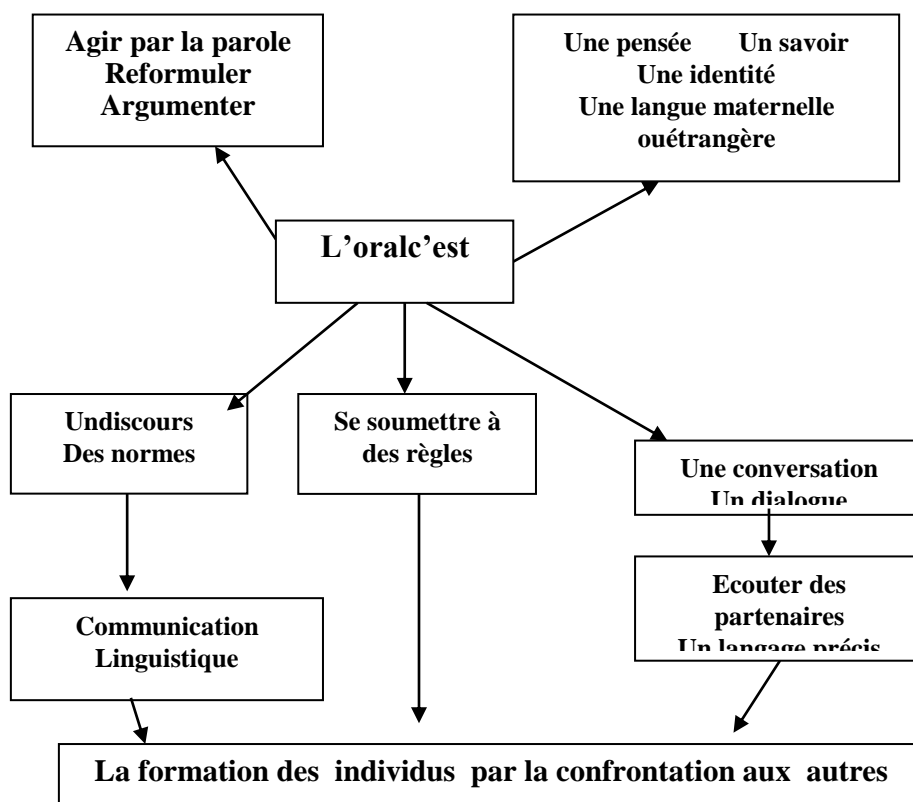 Agir par la parole
Reformuler
Argumenter
Une pensée Un savoir
Une identité
Une langue maternelle
ouétrangère
L’oralc’est
Undiscours
Des normes
Se soumettre à
des règles
Une conversation
Un dialogue
Communication
Linguistique
Ecouter des
partenaires
Un langage précis
La formation des individus par la confrontation aux autres